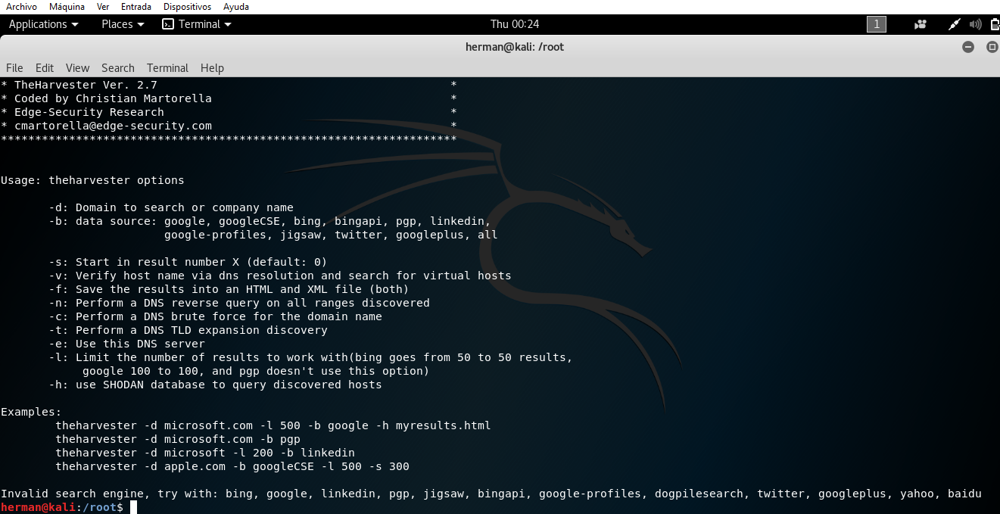 Archivo Máquina Ver Entrada Dispositivos Ayuda
Applications Places Terminal Thu 00:24 1
herman@kali: /root
File Edit View Search Terminal Help
* TheHarvester Ver. 2.7 *
* Coded by Christian Martorella *
* Edge-Security Research *
* cmartorella@edge-security.com *
*******************************************************************
Usage: theharvester options
-d: Domain to search or company name
-b: data source: google, googleCSE, bing, bingapi, pgp, linkedin,
google-profiles, jigsaw, twitter, googleplus, all
-s: Start in result number X (default: 0)
-v: Verify host name via dns resolution and search for virtual hosts
-f: Save the results into an HTML and XML file (both)
-n: Perform a DNS reverse query on all ranges discovered
-c: Perform a DNS brute force for the domain name
-t: Perform a DNS TLD expansion discovery
-e: Use this DNS server
-l: Limit the number of results to work with(bing goes from 50 to 50 results,
google 100 to 100, and pgp doesn't use this option)
-h: use SHODAN database to query discovered hosts
Examples:
theharvester -d microsoft.com -l 500 -b google -h myresults.html
theharvester -d microsoft.com -b pgp
theharvester -d microsoft -l 200 -b linkedin
theharvester -d apple.com -b googleCSE -l 500 -s 300
Invalid search engine, try with: bing, google, linkedin, pgp, jigsaw, bingapi, google-profiles, dogpilesearch, twitter, googleplus, yahoo, baidu
herman@kali:/root$